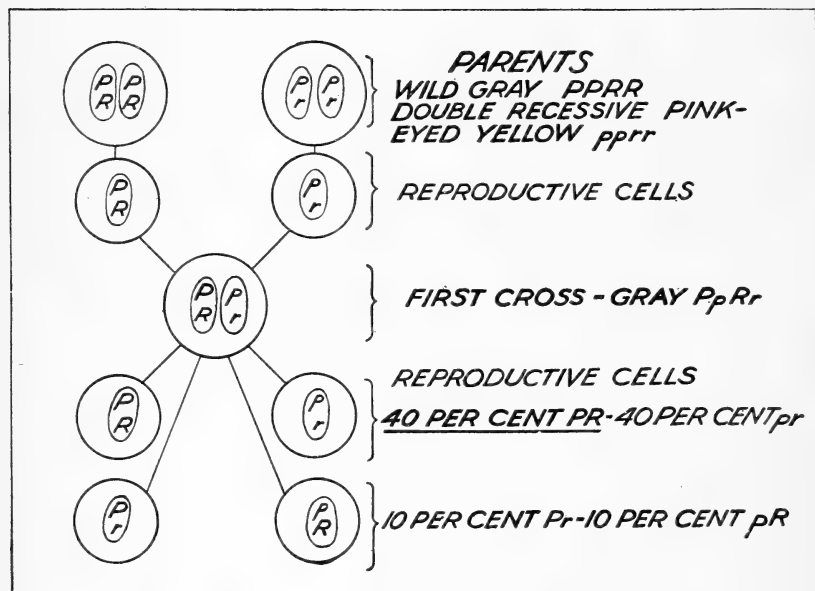 P P
R R
P P
r r
PARENTS
WILD GRAY PPRR
DOUBLE RECESSIVE PINK-
EYED YELLOW pprr
P
R
P
r
REPRODUCTIVE CELLS
P P
R r
FIRST CROSS - GRAY PpRr
P
R
P
r
REPRODUCTIVE CELLS
40 PER CENT PR-40 PER CENT pr
P
r
P
R
10 PER CENT Pr-10 PER CENT pR